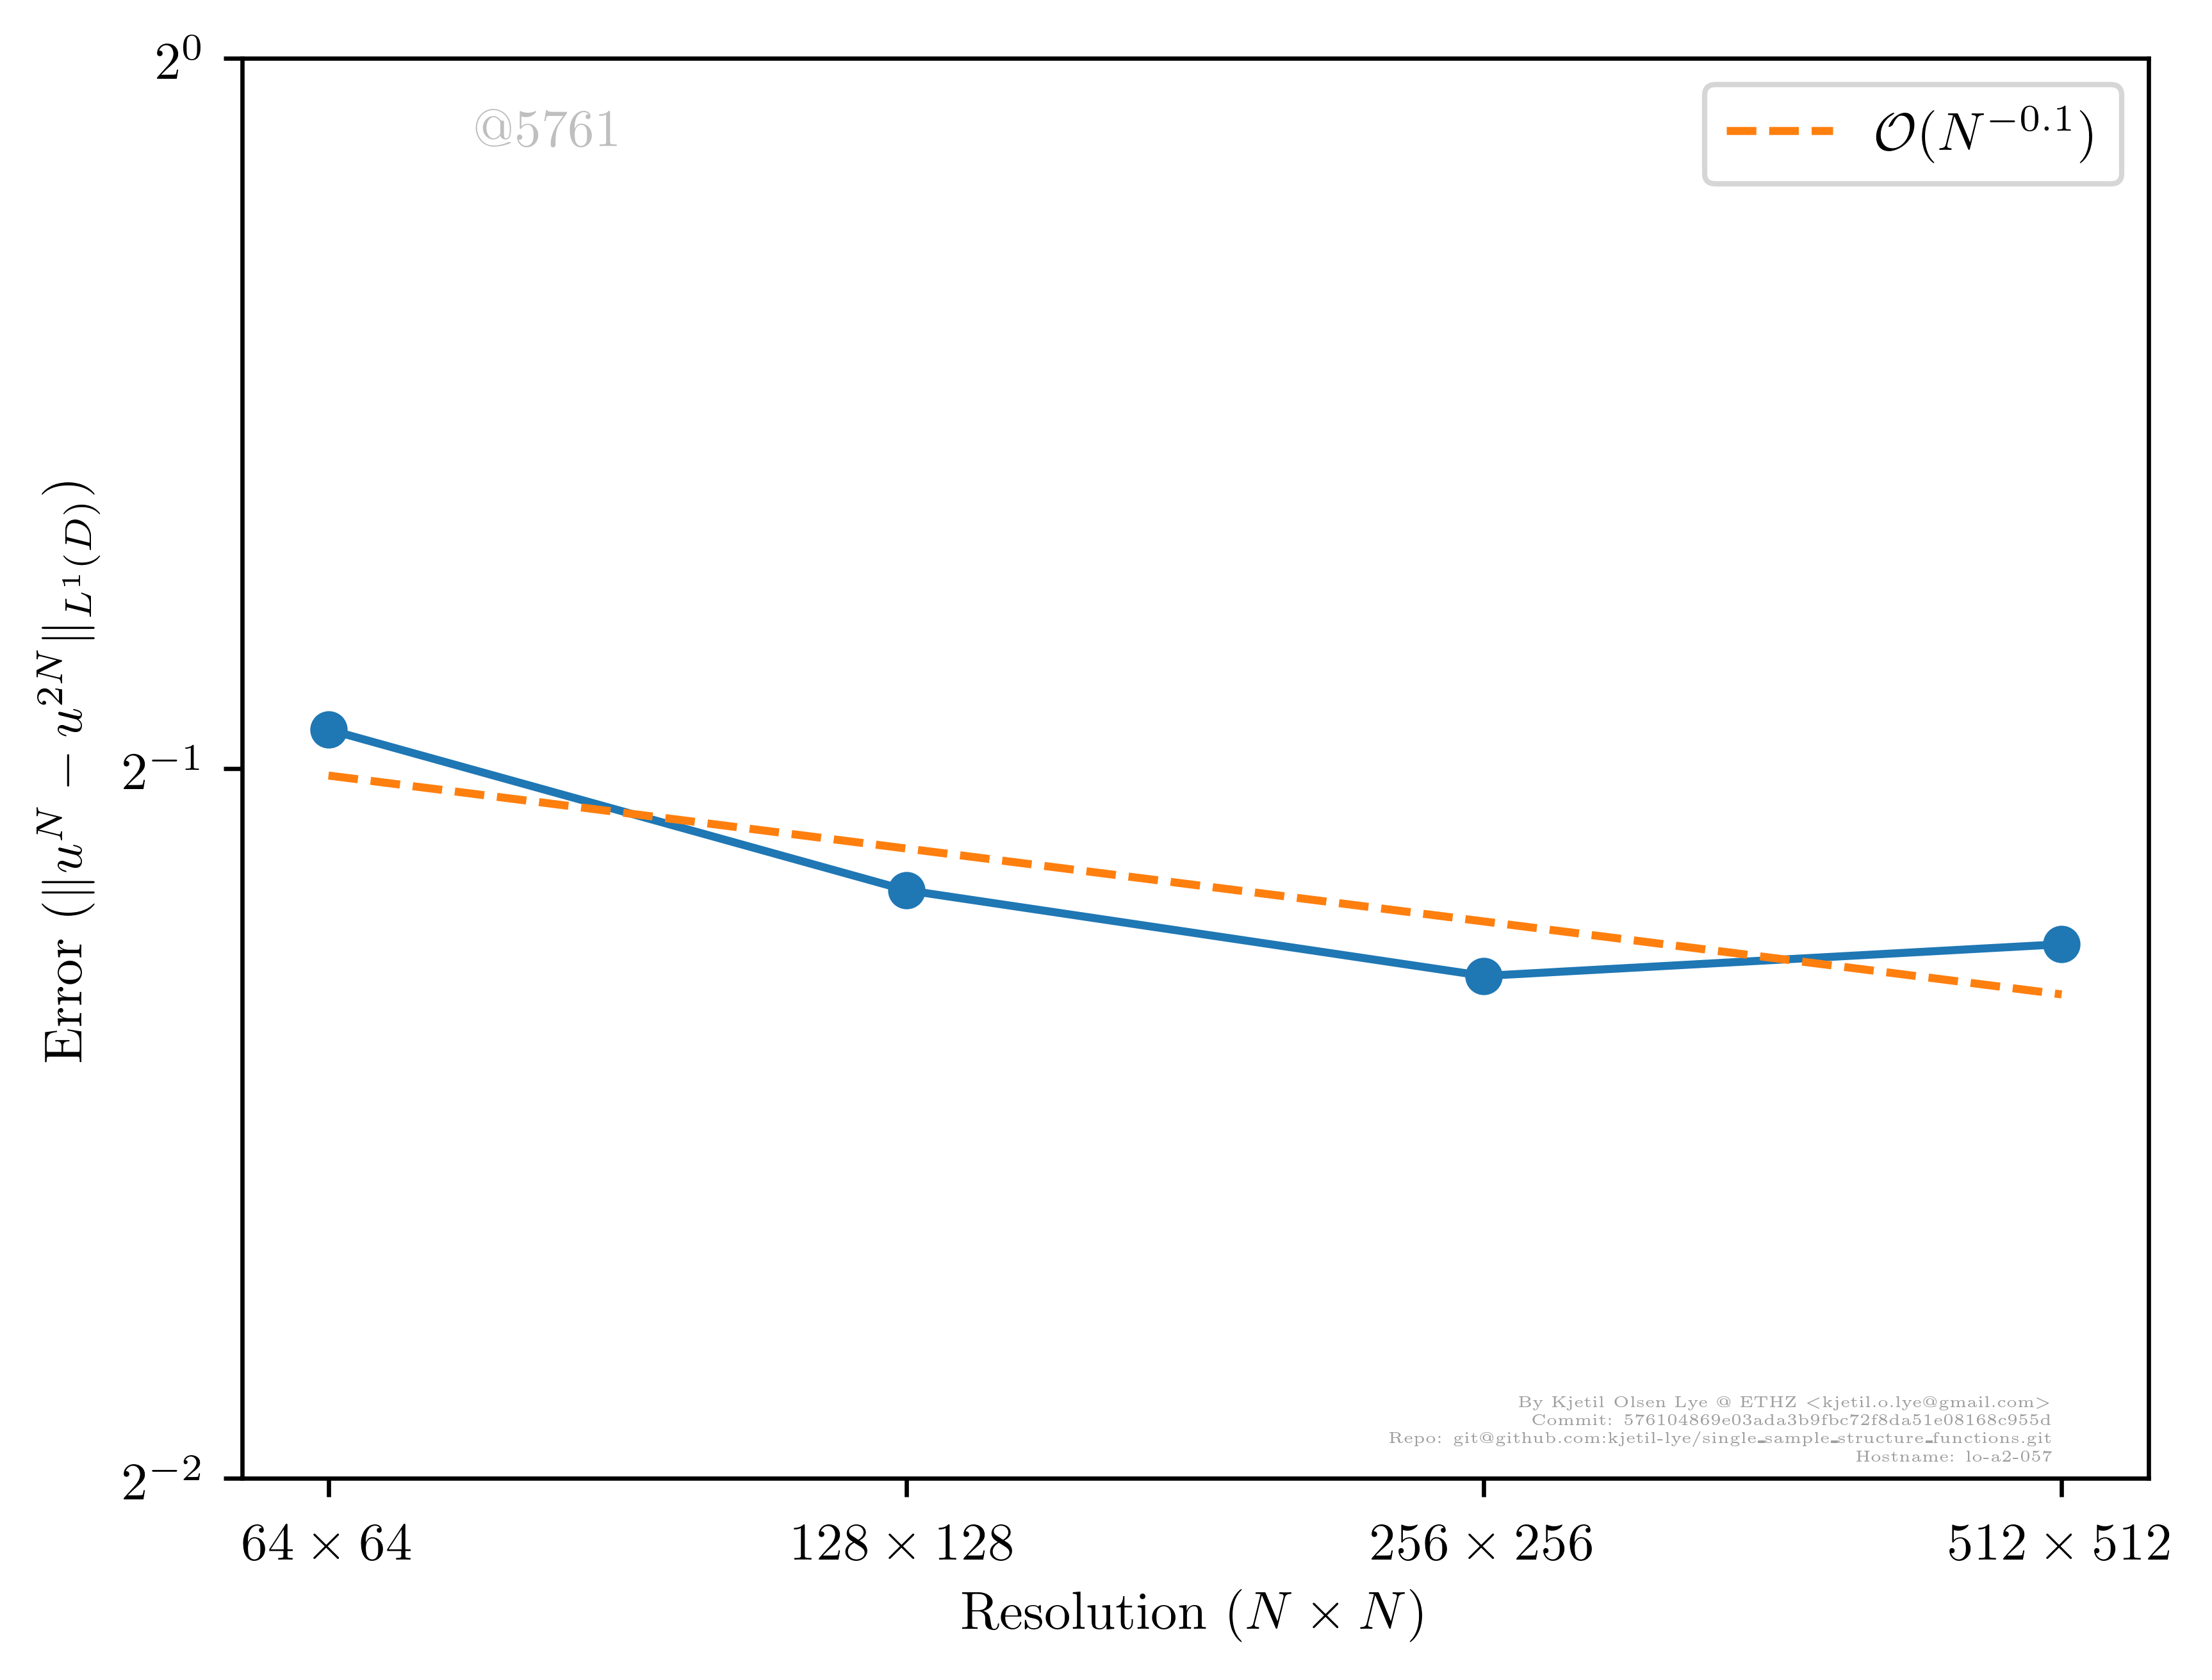 2^0
@5761
O(N^{-0.1})
Error (||u^N − u^{2N}||_{L^1(D)})
2^{-1}
2^{-2}
By Kjetil Olsen Lye @ ETHZ <kjetil.o.lye@gmail.com>
Commit: 576104869e03ada3b9fbc72f8da51e08168c955d
Repo: git@github.com:kjetil-lye/single_sample_structure_functions.git
Hostname: lo-a2-057
64 × 64 128 × 128 256 × 256 512 × 512
Resolution (N × N)